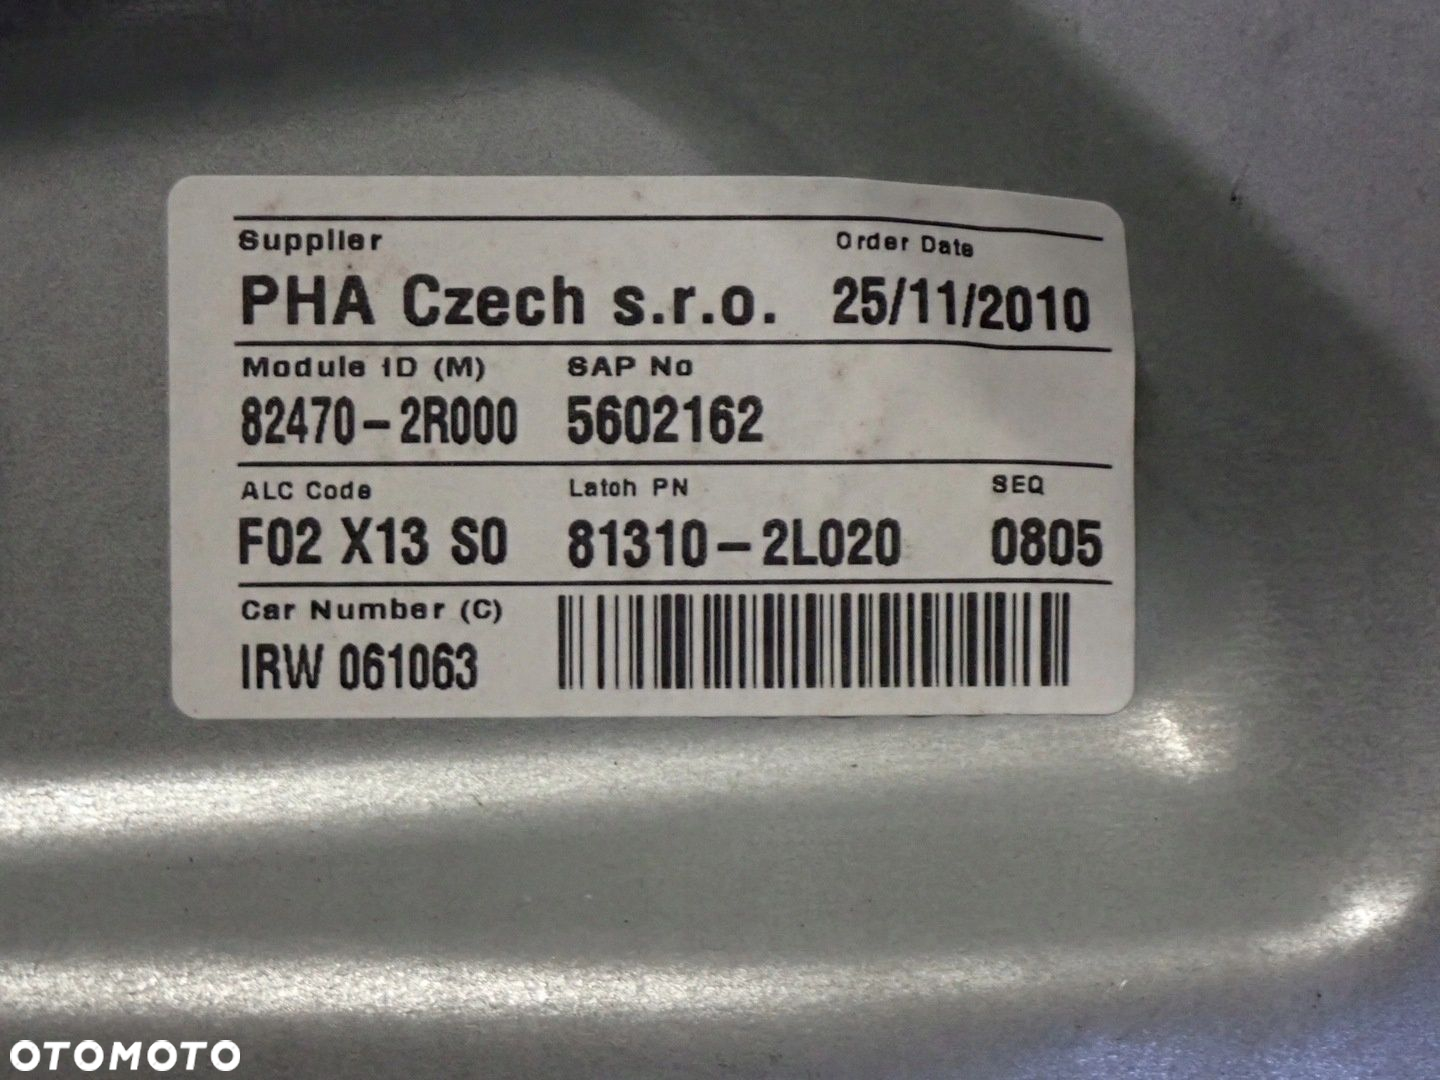 Supplier Order Date
PHA Czech s.r.o. 25/11/2010
Module ID (M) SAP No
82470-2R000 5602162
ALC Code Latch PN SEQ
F02 X13 S0 81310-2L020 0805
Car Number (C)
IRW 061063
OTOMOTO